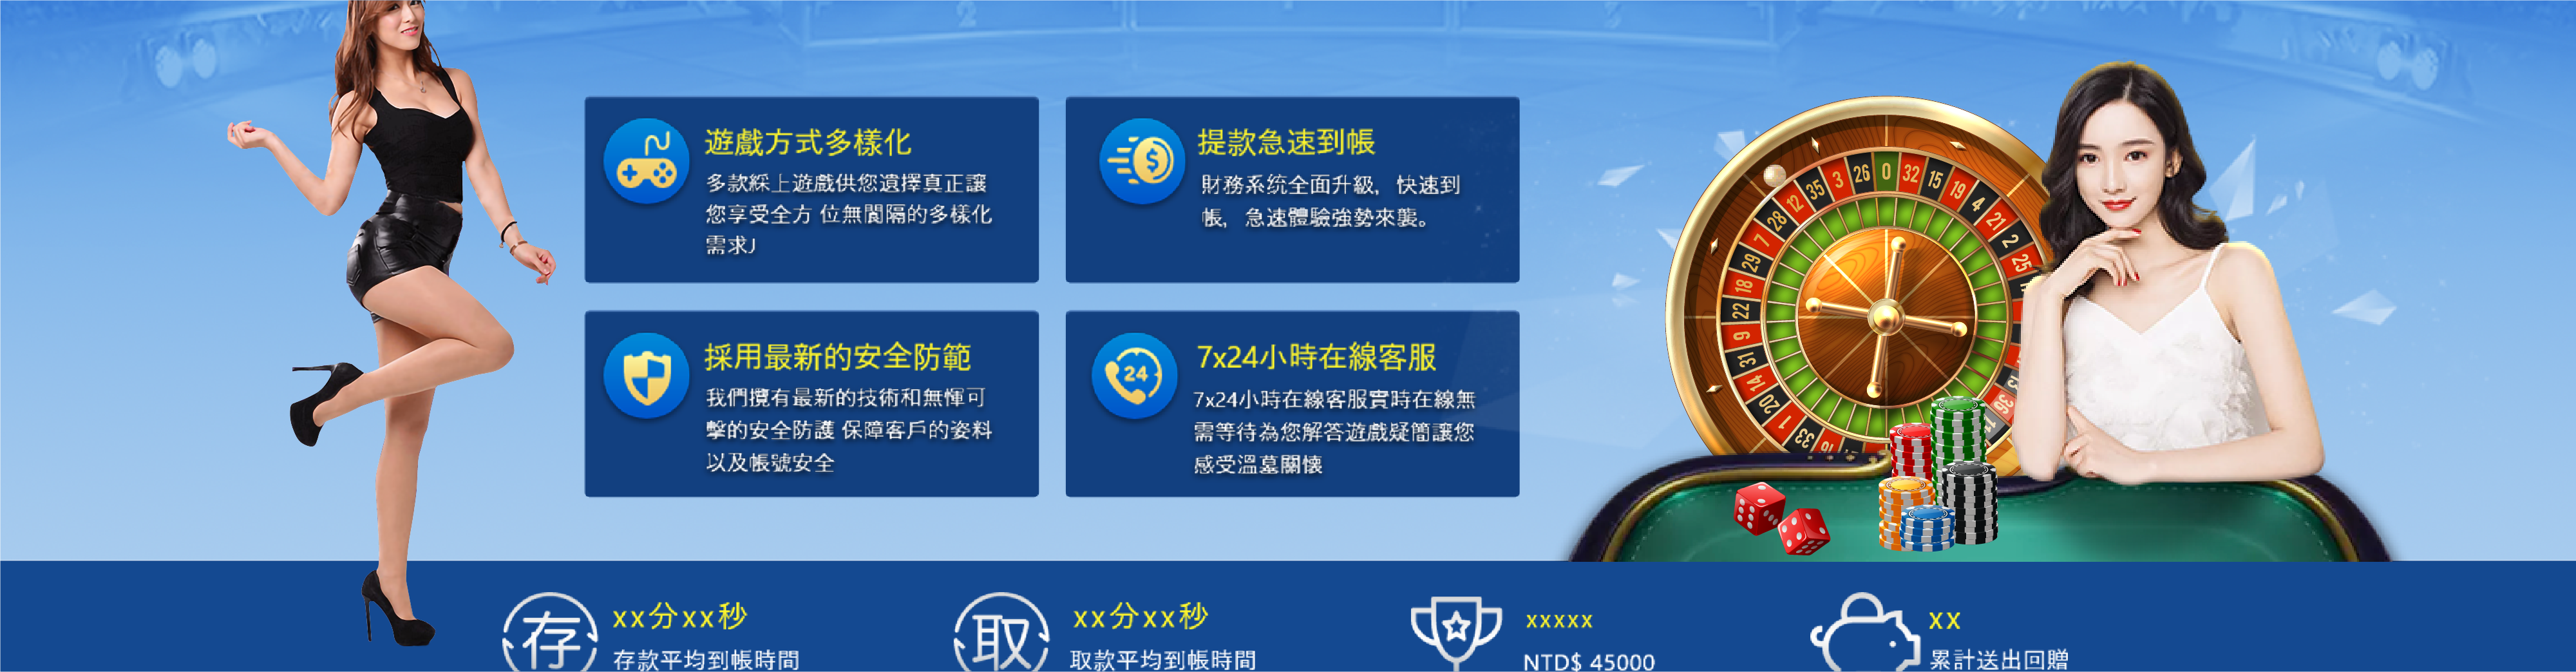 遊戲方式多樣化
多款綵上遊戲供您選擇真正讓
您享受全方 位無閬隔的多樣化
需求J
提款急速到帳
財務系統全面升級，快速到
帳，急速體驗強勢來襲。
採用最新的安全防範
我們攬有最新的技術和無惲可
擊的安全防護 保障客戶的姿料
以及帳號安全
7x24小時在線客服
7x24小時在線客服實時在線無
需等待為您解答遊戲疑簡讓您
感受溫墓關懷
24
0 32 15 19 4 21 2 25
26 3 35 12 28 7 29 18 22 9 31 14 20 1 33
36
存
xx分xx秒
存款平均到帳時間
取
xx分xx秒
取款平均到帳時間
xxxxx
NTD$ 45000
xx
累計送出回贈